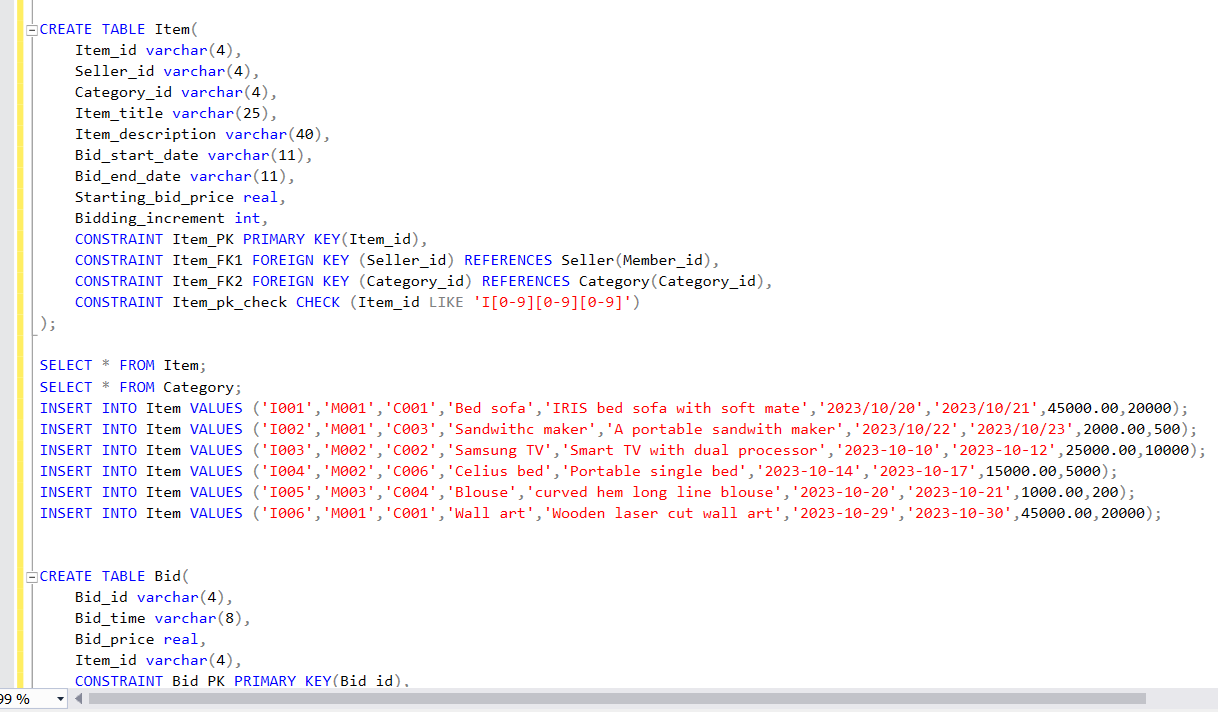 CREATE TABLE Item(
    Item_id varchar(4),
    Seller_id varchar(4),
    Category_id varchar(4),
    Item_title varchar(25),
    Item_description varchar(40),
    Bid_start_date varchar(11),
    Bid_end_date varchar(11),
    Starting_bid_price real,
    Bidding_increment int,
    CONSTRAINT Item_PK PRIMARY KEY(Item_id),
    CONSTRAINT Item_FK1 FOREIGN KEY (Seller_id) REFERENCES Seller(Member_id),
    CONSTRAINT Item_FK2 FOREIGN KEY (Category_id) REFERENCES Category(Category_id),
    CONSTRAINT Item_pk_check CHECK (Item_id LIKE 'I[0-9][0-9][0-9]')
);
SELECT * FROM Item;
SELECT * FROM Category;
INSERT INTO Item VALUES ('I001','M001','C001','Bed sofa','IRIS bed sofa with soft mate','2023/10/20','2023/10/21',45000.00,20000);
INSERT INTO Item VALUES ('I002','M001','C003','Sandwithc maker','A portable sandwith maker','2023/10/22','2023/10/23',2000.00,500);
INSERT INTO Item VALUES ('I003','M002','C002','Samsung TV','Smart TV with dual processor','2023-10-10','2023-10-12',25000.00,10000);
INSERT INTO Item VALUES ('I004','M002','C006','Celius bed','Portable single bed','2023-10-14','2023-10-17',15000.00,5000);
INSERT INTO Item VALUES ('I005','M003','C004','Blouse','curved hem long line blouse','2023-10-20','2023-10-21',1000.00,200);
INSERT INTO Item VALUES ('I006','M001','C001','Wall art','Wooden laser cut wall art','2023-10-29','2023-10-30',45000.00,20000);
CREATE TABLE Bid(
    Bid_id varchar(4),
    Bid_time varchar(8),
    Bid_price real,
    Item_id varchar(4),
    CONSTRAINT Bid_PK PRIMARY KEY(Bid_id),
99 %